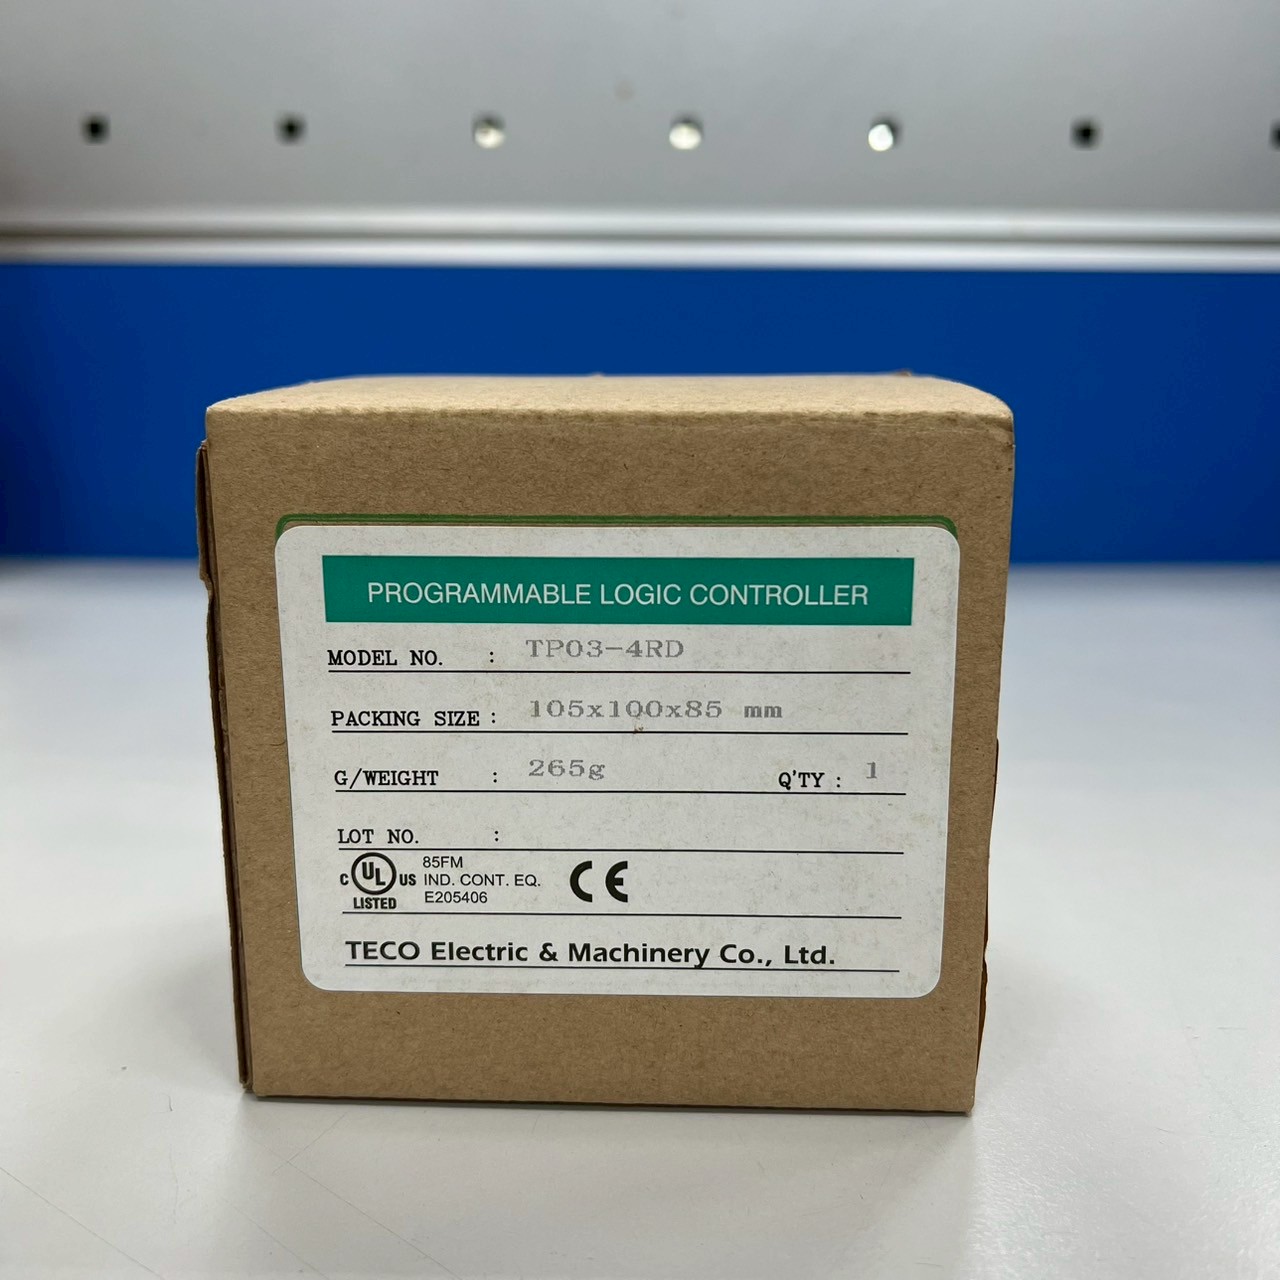 PROGRAMMABLE LOGIC CONTROLLER
MODEL NO. : TP03-4RD
PACKING SIZE : 105x100x85 mm
G/WEIGHT : 265g Q'TY : 1
LOT NO. :
C UL US LISTED 85FM IND. CONT. EQ. E205406 CE
TECO Electric & Machinery Co., Ltd.